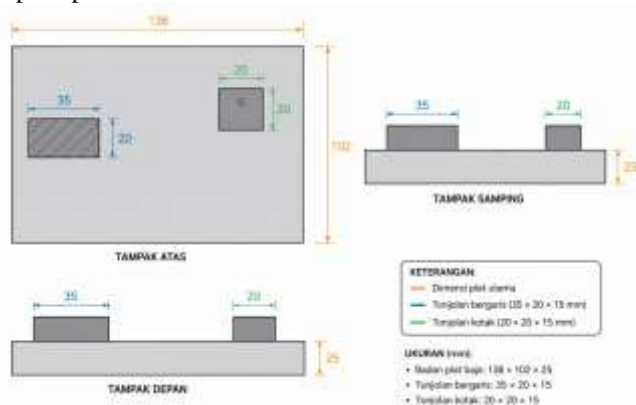 138
20
35
20
20
102
TAMPAK ATAS
35
20
25
TAMPAK SAMPING
35
20
25
TAMPAK DEPAN
KETERANGAN:
Dimensi plat utama
Tonjolan bergaris (35 × 20 × 15 mm)
Tonjolan kotak (20 × 20 × 15 mm)
UKURAN (mm):
• Badan plat baja: 138 × 102 × 25
• Tonjolan bergaris: 35 × 20 × 15
• Tonjolan kotak: 20 × 20 × 15